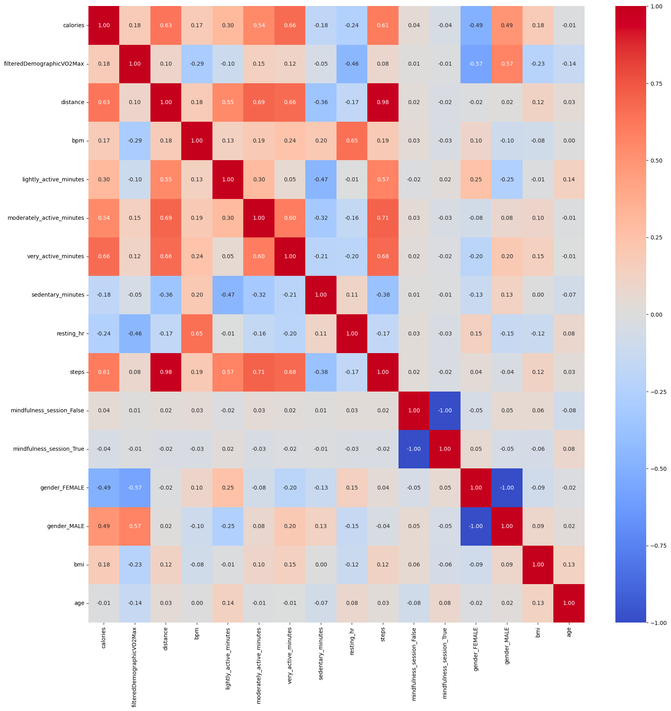 calories 1.00 0.18 0.63 0.17 0.30 0.54 0.66 -0.18 -0.24 0.61 0.04 -0.04 -0.49 0.49 0.18 -0.01
filteredDemographicVO2Max 0.18 1.00 0.10 -0.29 -0.10 0.15 0.12 -0.05 -0.46 0.08 0.01 -0.01 -0.57 0.57 -0.23 -0.14
distance 0.63 0.10 1.00 0.18 0.55 0.69 0.66 -0.36 -0.17 0.98 0.02 -0.02 -0.02 0.02 0.12 0.03
bpm 0.17 -0.29 0.18 1.00 0.13 0.19 0.24 0.20 0.65 0.19 0.03 -0.03 0.10 -0.10 -0.08 0.00
lightly_active_minutes 0.30 -0.10 0.55 0.13 1.00 0.30 0.05 -0.47 -0.01 0.57 -0.02 0.02 0.25 -0.25 -0.01 0.14
moderately_active_minutes 0.54 0.15 0.69 0.19 0.30 1.00 0.60 -0.32 -0.16 0.71 0.03 -0.03 -0.08 0.08 0.10 -0.01
very_active_minutes 0.66 0.12 0.66 0.24 0.05 0.60 1.00 -0.21 -0.20 0.68 0.02 -0.02 -0.20 0.20 0.15 -0.01
sedentary_minutes -0.18 -0.05 -0.36 0.20 -0.47 -0.32 -0.21 1.00 0.11 -0.38 0.01 -0.01 -0.13 0.13 0.00 -0.07
resting_hr -0.24 -0.46 -0.17 0.65 -0.01 -0.16 -0.20 0.11 1.00 -0.17 0.03 -0.03 0.15 -0.15 -0.12 0.08
steps 0.61 0.08 0.98 0.19 0.57 0.71 0.68 -0.38 -0.17 1.00 0.02 -0.02 0.04 -0.04 0.12 0.03
mindfulness_session_False 0.04 0.01 0.02 0.03 -0.02 0.03 0.02 0.01 0.03 0.02 1.00 -1.00 -0.05 0.05 0.06 -0.08
mindfulness_session_True -0.04 -0.01 -0.02 -0.03 0.02 -0.03 -0.02 -0.01 -0.03 -0.02 -1.00 1.00 0.05 -0.05 -0.06 0.08
gender_FEMALE -0.49 -0.57 -0.02 0.10 0.25 -0.08 -0.20 -0.13 0.15 0.04 -0.05 0.05 1.00 -1.00 -0.09 -0.02
gender_MALE 0.49 0.57 0.02 -0.10 -0.25 0.08 0.20 0.13 -0.15 -0.04 0.05 -0.05 -1.00 1.00 0.09 0.02
bmi 0.18 -0.23 0.12 -0.08 -0.01 0.10 0.15 0.00 -0.12 0.12 0.06 -0.06 -0.09 0.09 1.00 0.13
age -0.01 -0.14 0.03 0.00 0.14 -0.01 -0.01 -0.07 0.08 0.03 -0.08 0.08 -0.02 0.02 0.13 1.00
calories
filteredDemographicVO2Max
distance
bpm
lightly_active_minutes
moderately_active_minutes
very_active_minutes
sedentary_minutes
resting_hr
steps
mindfulness_session_False
mindfulness_session_True
gender_FEMALE
gender_MALE
bmi
age
1.00
0.75
0.50
0.25
0.00
-0.25
-0.50
-0.75
-1.00